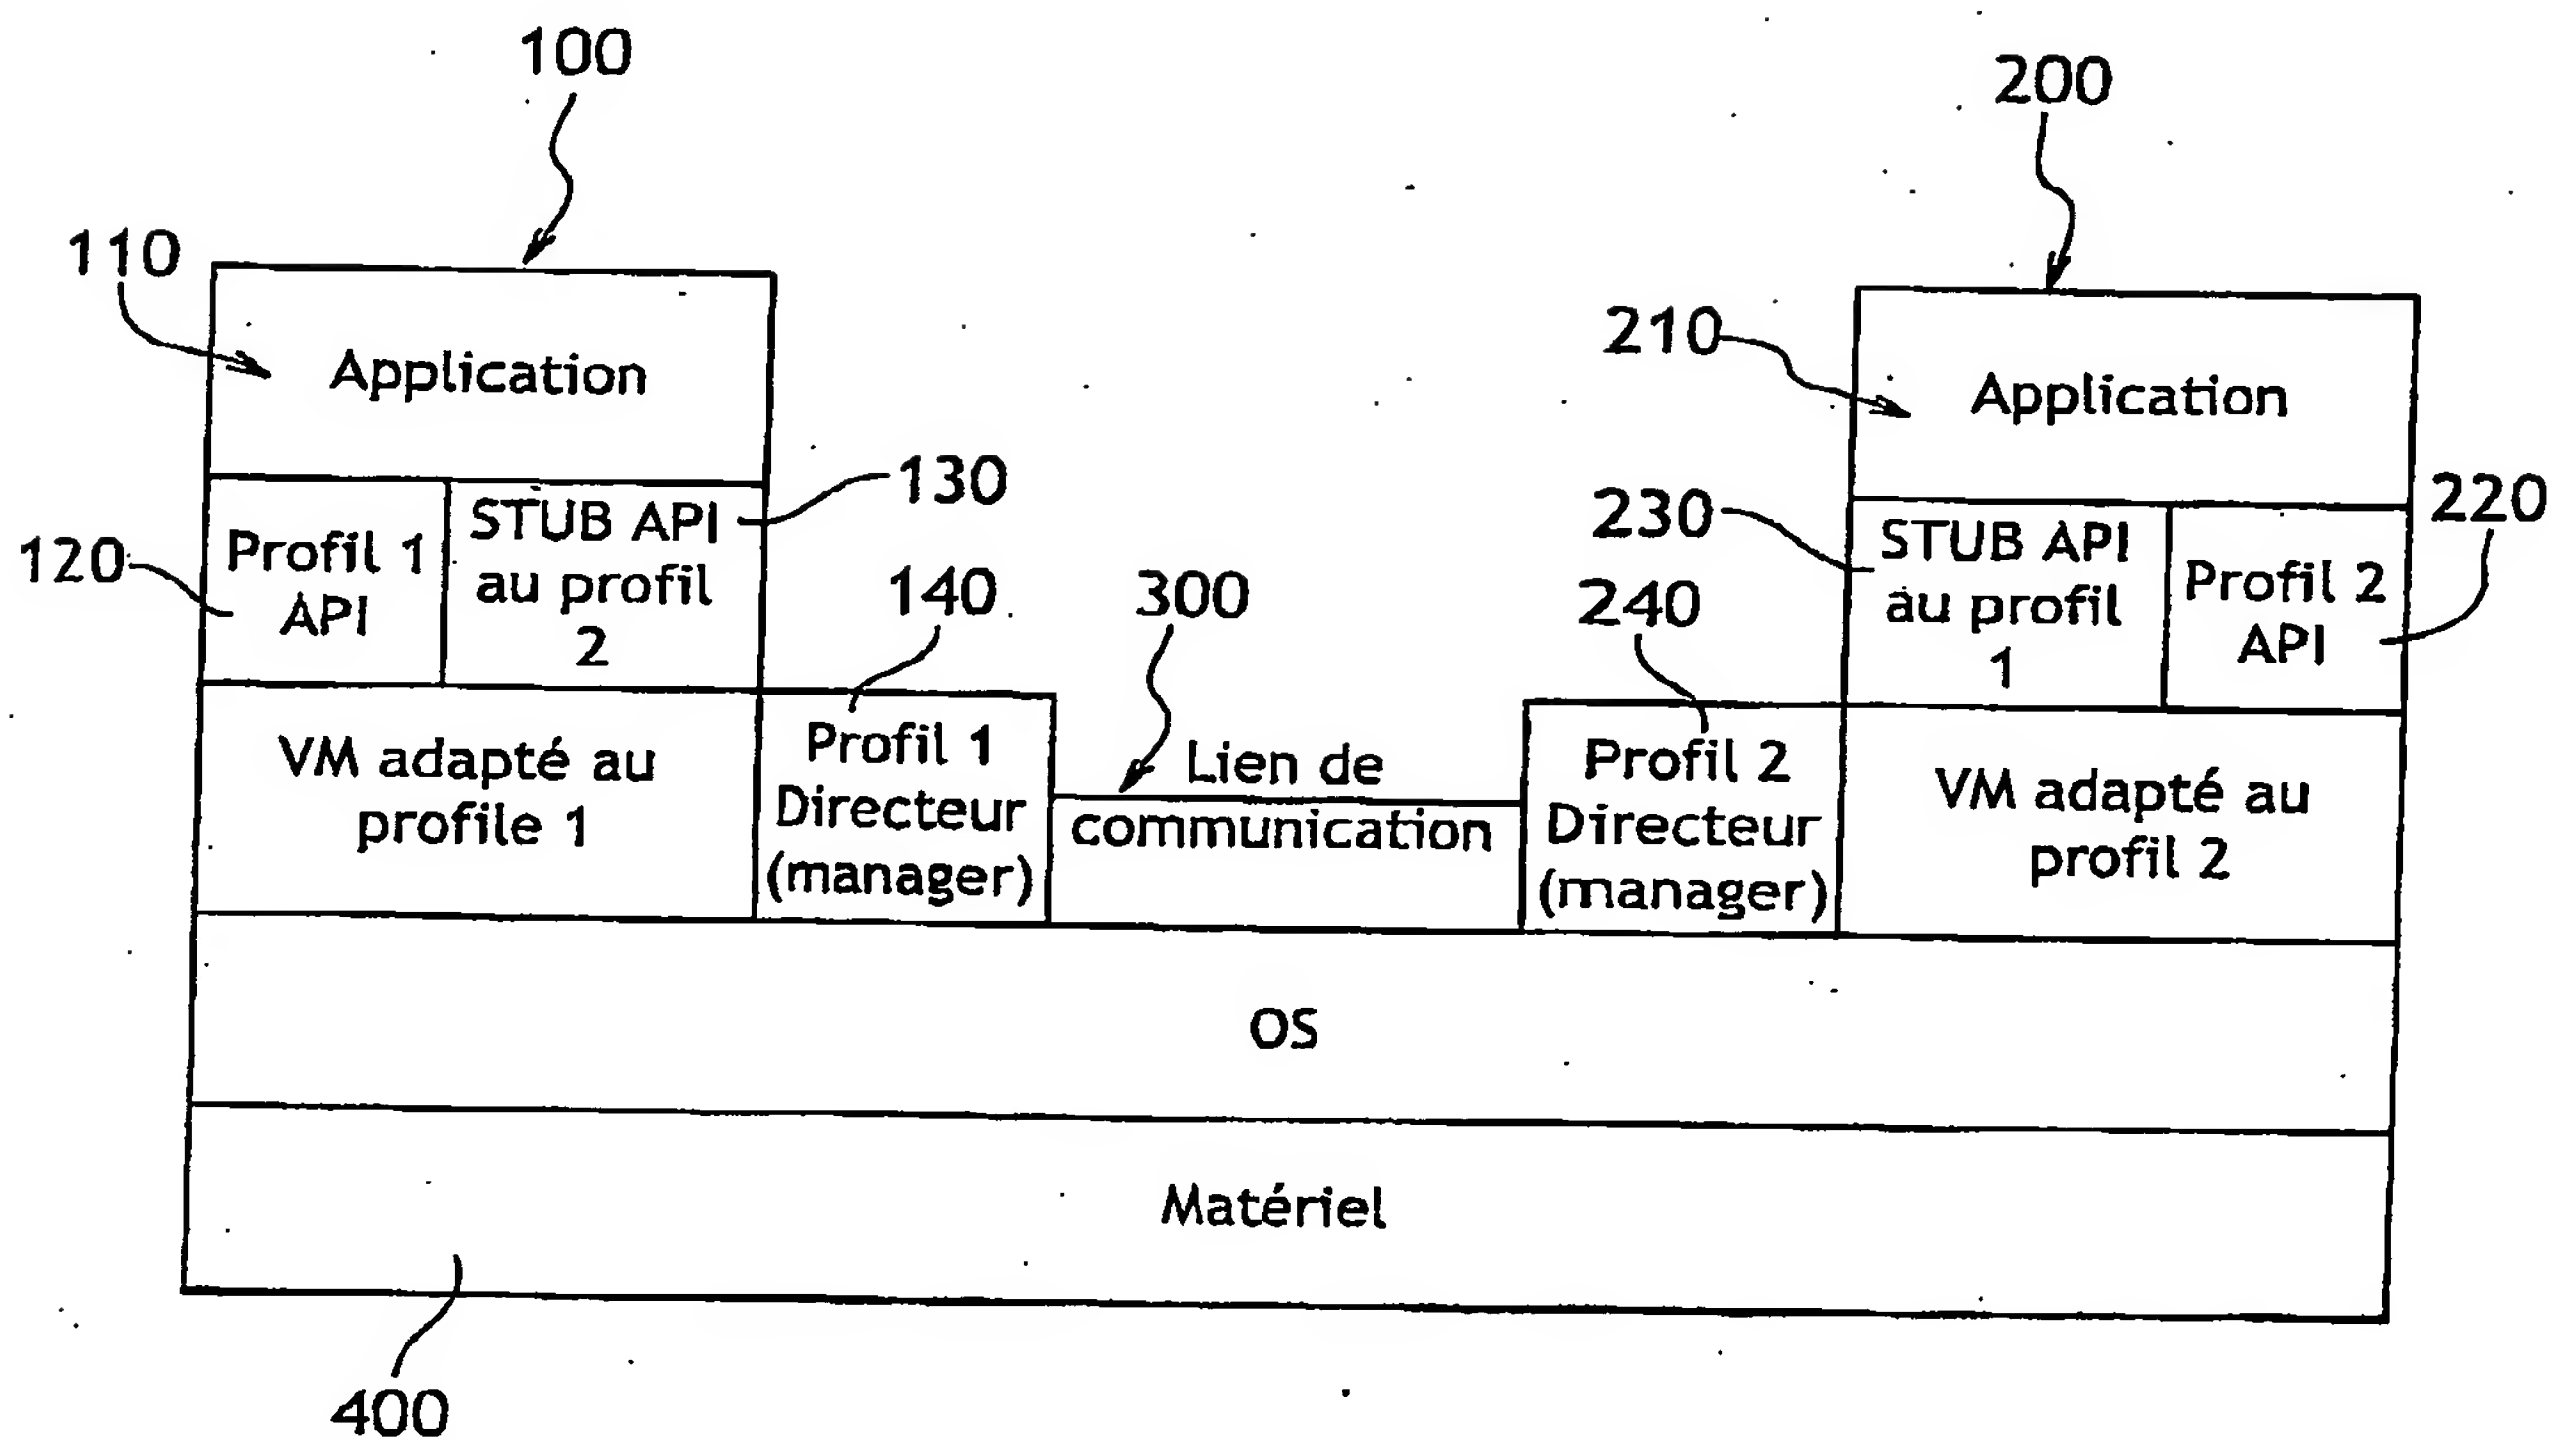 100
200
110
210
Application
Application
130
220
230
120
Profil 1
API
STUB API
au profil
2
140
300
240
STUB API
au profil
1
Profil 2
API
VM adapté au
profile 1
Profil 1
Directeur
(manager)
Lien de
communication
Profil 2
Directeur
(manager)
VM adapté au
profil 2
OS
Matériel
400